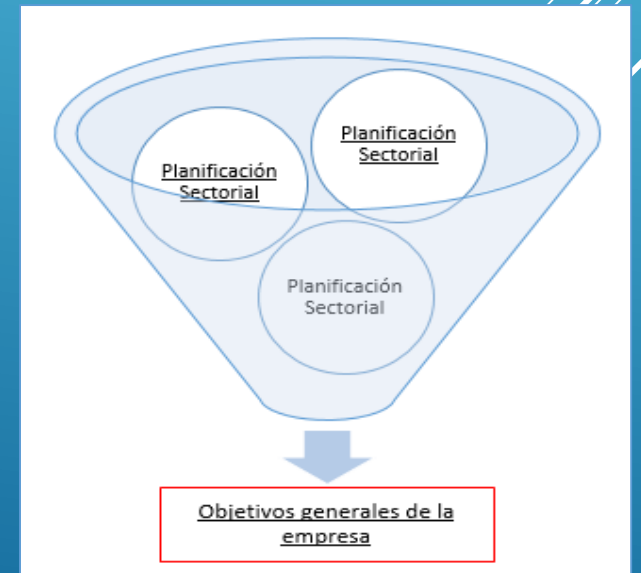 Planificación
Sectorial
Planificación
Sectorial
Planificación
Sectorial
Objetivos generales de la
empresa